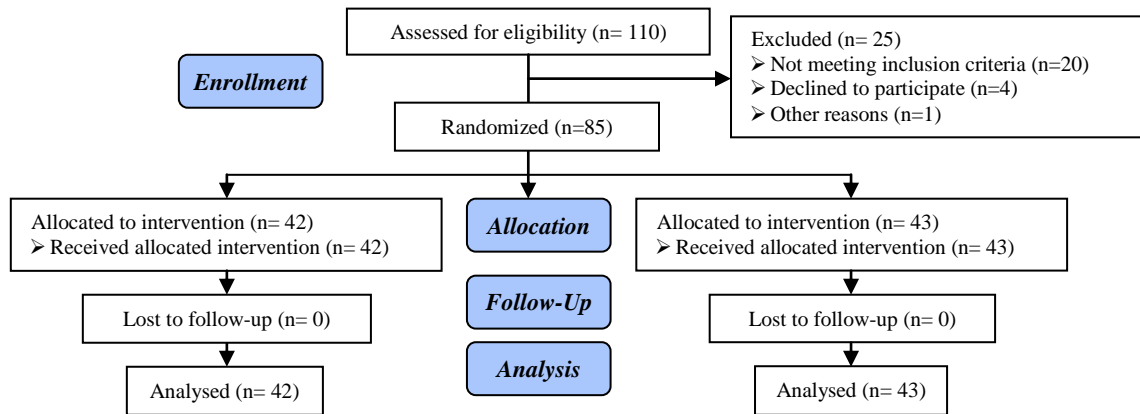 Assessed for eligibility (n= 110)
Excluded (n= 25)
➢ Not meeting inclusion criteria (n=20)
➢ Declined to participate (n=4)
➢ Other reasons (n=1)
Enrollment
Randomized (n=85)
Allocated to intervention (n= 42)
➢ Received allocated intervention (n= 42)
Allocation
Allocated to intervention (n= 43)
➢ Received allocated intervention (n= 43)
Follow-Up
Lost to follow-up (n= 0)
Lost to follow-up (n= 0)
Analysis
Analysed (n= 42)
Analysed (n= 43)